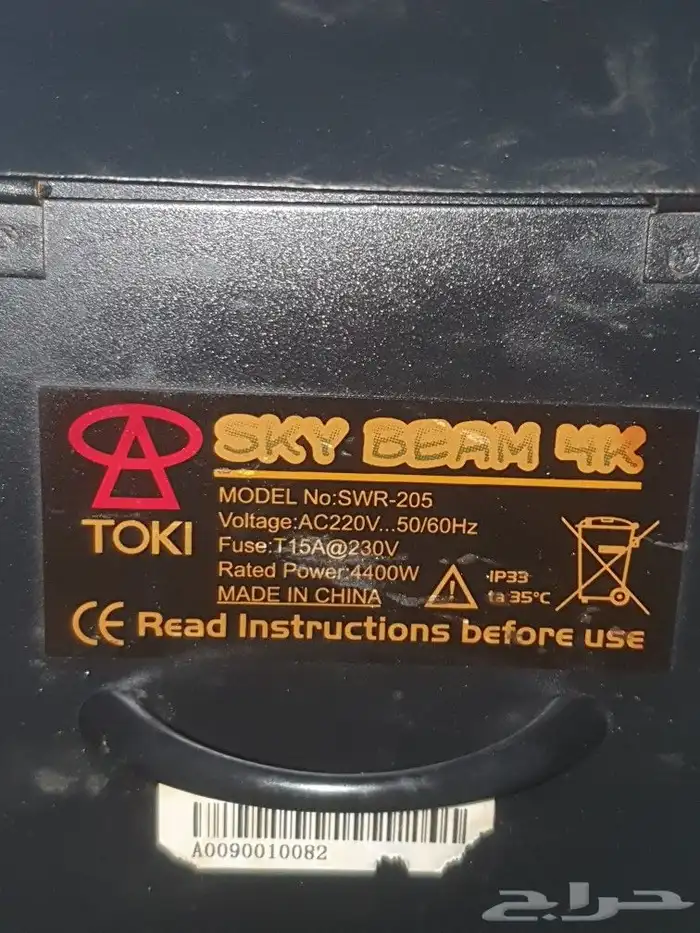 SKY BEAM 4K
TOKI
MODEL No:SWR-205
Voltage:AC220V...50/60Hz
Fuse:T15A@230V
Rated Power:4400W
MADE IN CHINA
IP33
ta 35°C
CE Read Instructions before use
A0090010082
حراج